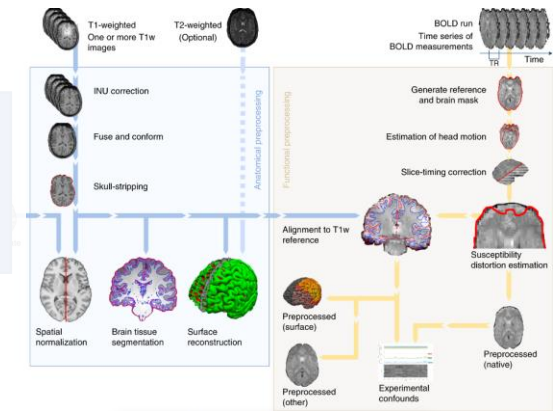 T1-weighted
One or more T1w
images
T2-weighted
(Optional)
INU correction
Fuse and conform
Skull-stripping
Anatomical preprocessing
Spatial
normalization
Brain tissue
segmentation
Surface
reconstruction
BOLD run
Time series of
BOLD measurements
TR
Time
Functional preprocessing
Generate reference
and brain mask
Estimation of head motion
Slice-timing correction
Alignment to T1w
reference
Susceptibility
distortion estimation
Preprocessed
(surface)
Preprocessed
(other)
Experimental
confounds
Preprocessed
(native)